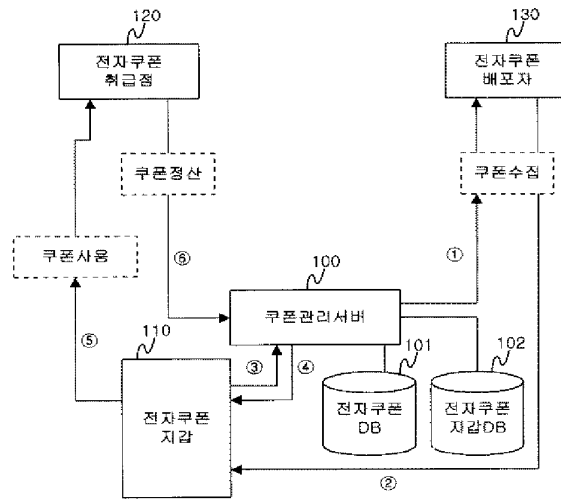 120
전자쿠폰
취급점
130
전자쿠폰
배포자
쿠폰정산
쿠폰수집
쿠폰사용
⑥
①
100
쿠폰관리서버
⑤
110
③
④
101
102
전자쿠폰
지갑
전자쿠폰
DB
전자쿠폰
지갑DB
②